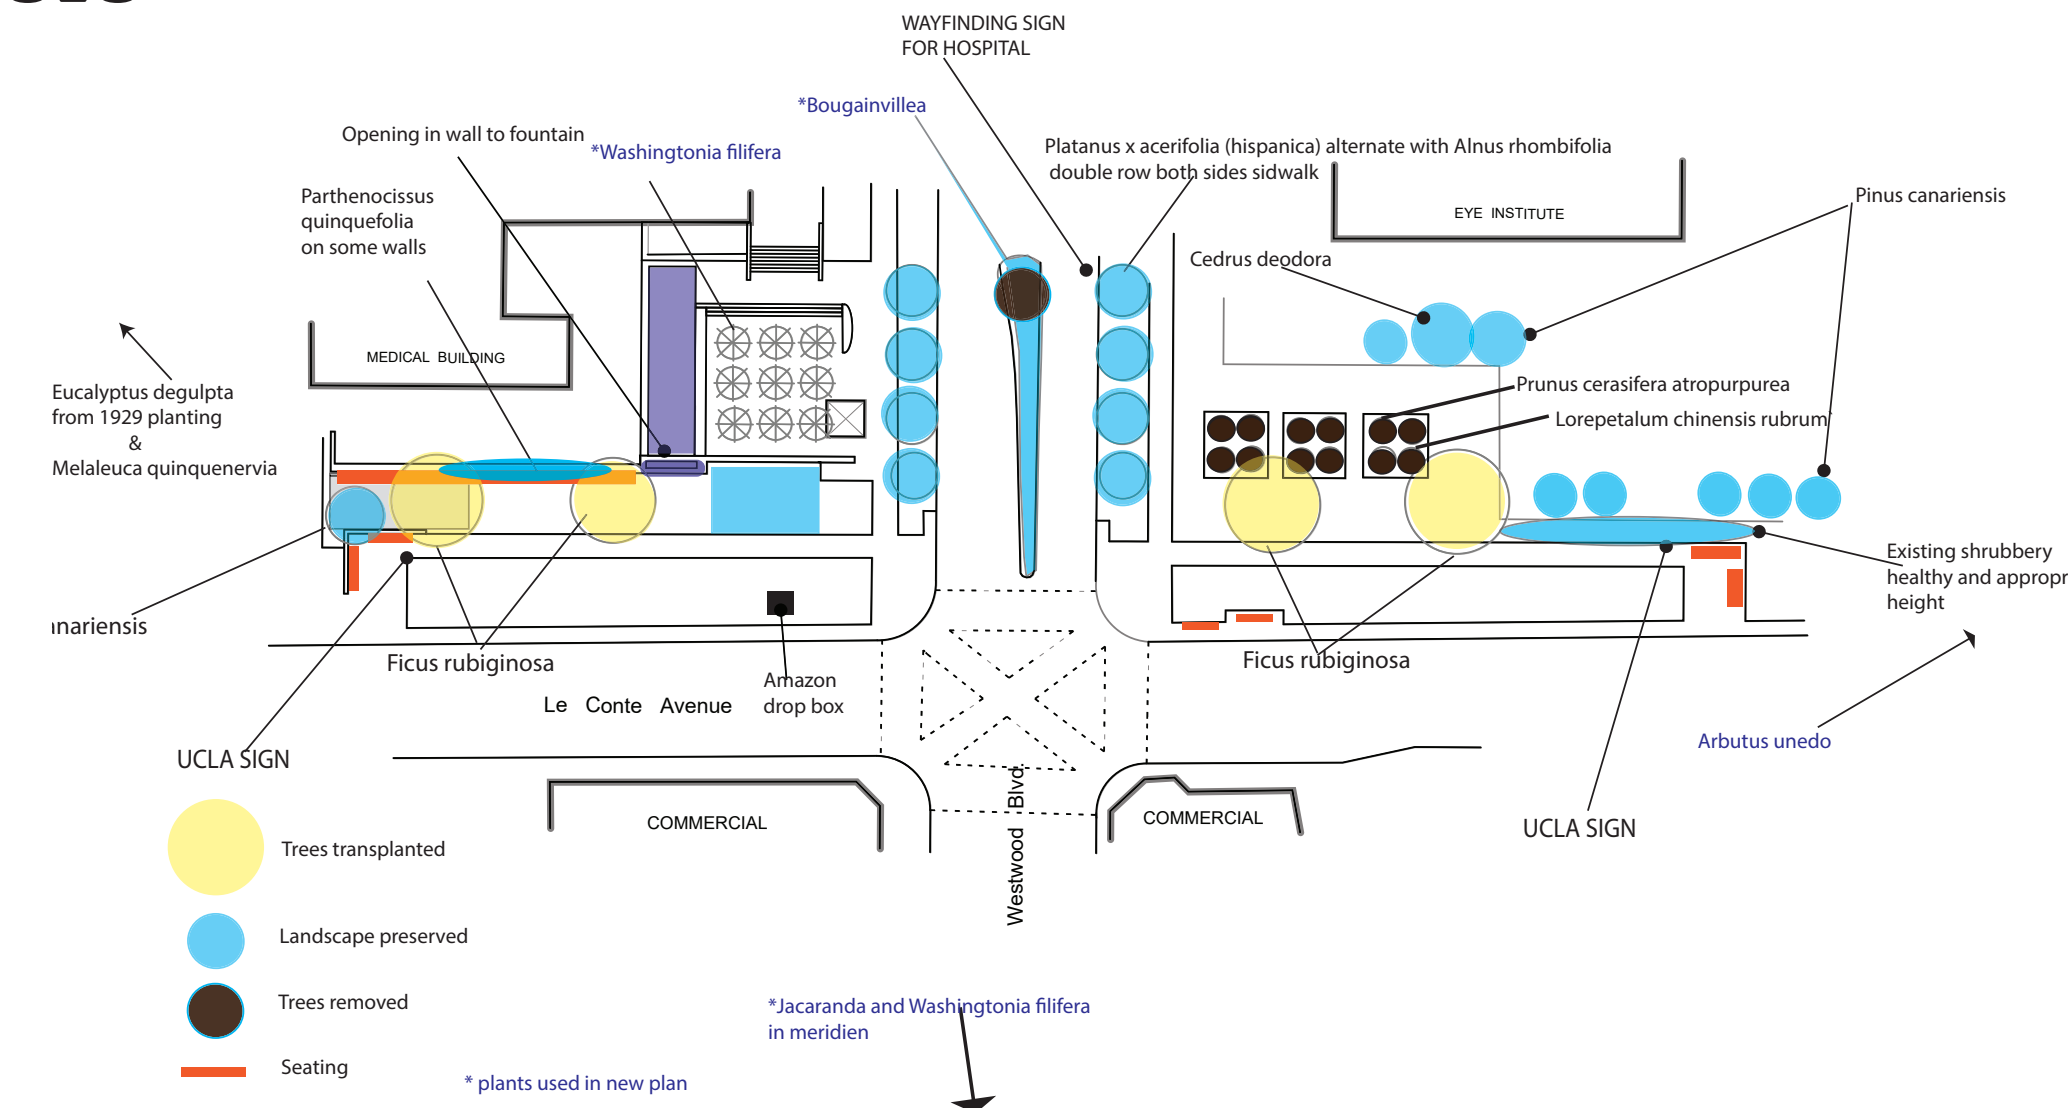 WAYFINDING SIGN
FOR HOSPITAL
*Bougainvillea
Opening in wall to fountain
*Washingtonia filifera
Platanus x acerifolia (hispanica) alternate with Alnus rhombifolia
double row both sides sidwalk
Parthenocissus
quinquefolia
on some walls
EYE INSTITUTE
Pinus canariensis
Cedrus deodora
MEDICAL BUILDING
Eucalyptus degulpta
from 1929 planting
&
Melaleuca quinquenervia
Prunus cerasifera atropurpurea
Lorepetalum chinensis rubrum
Existing shrubbery
healthy and appropr
height
nariensis
Ficus rubiginosa
Ficus rubiginosa
Amazon
drop box
Le Conte Avenue
Arbutus unedo
UCLA SIGN
UCLA SIGN
COMMERCIAL
COMMERCIAL
Westwood Blvd.
Trees transplanted
Landscape preserved
Trees removed
Seating
*Jacaranda and Washingtonia filifera
in meridien
* plants used in new plan